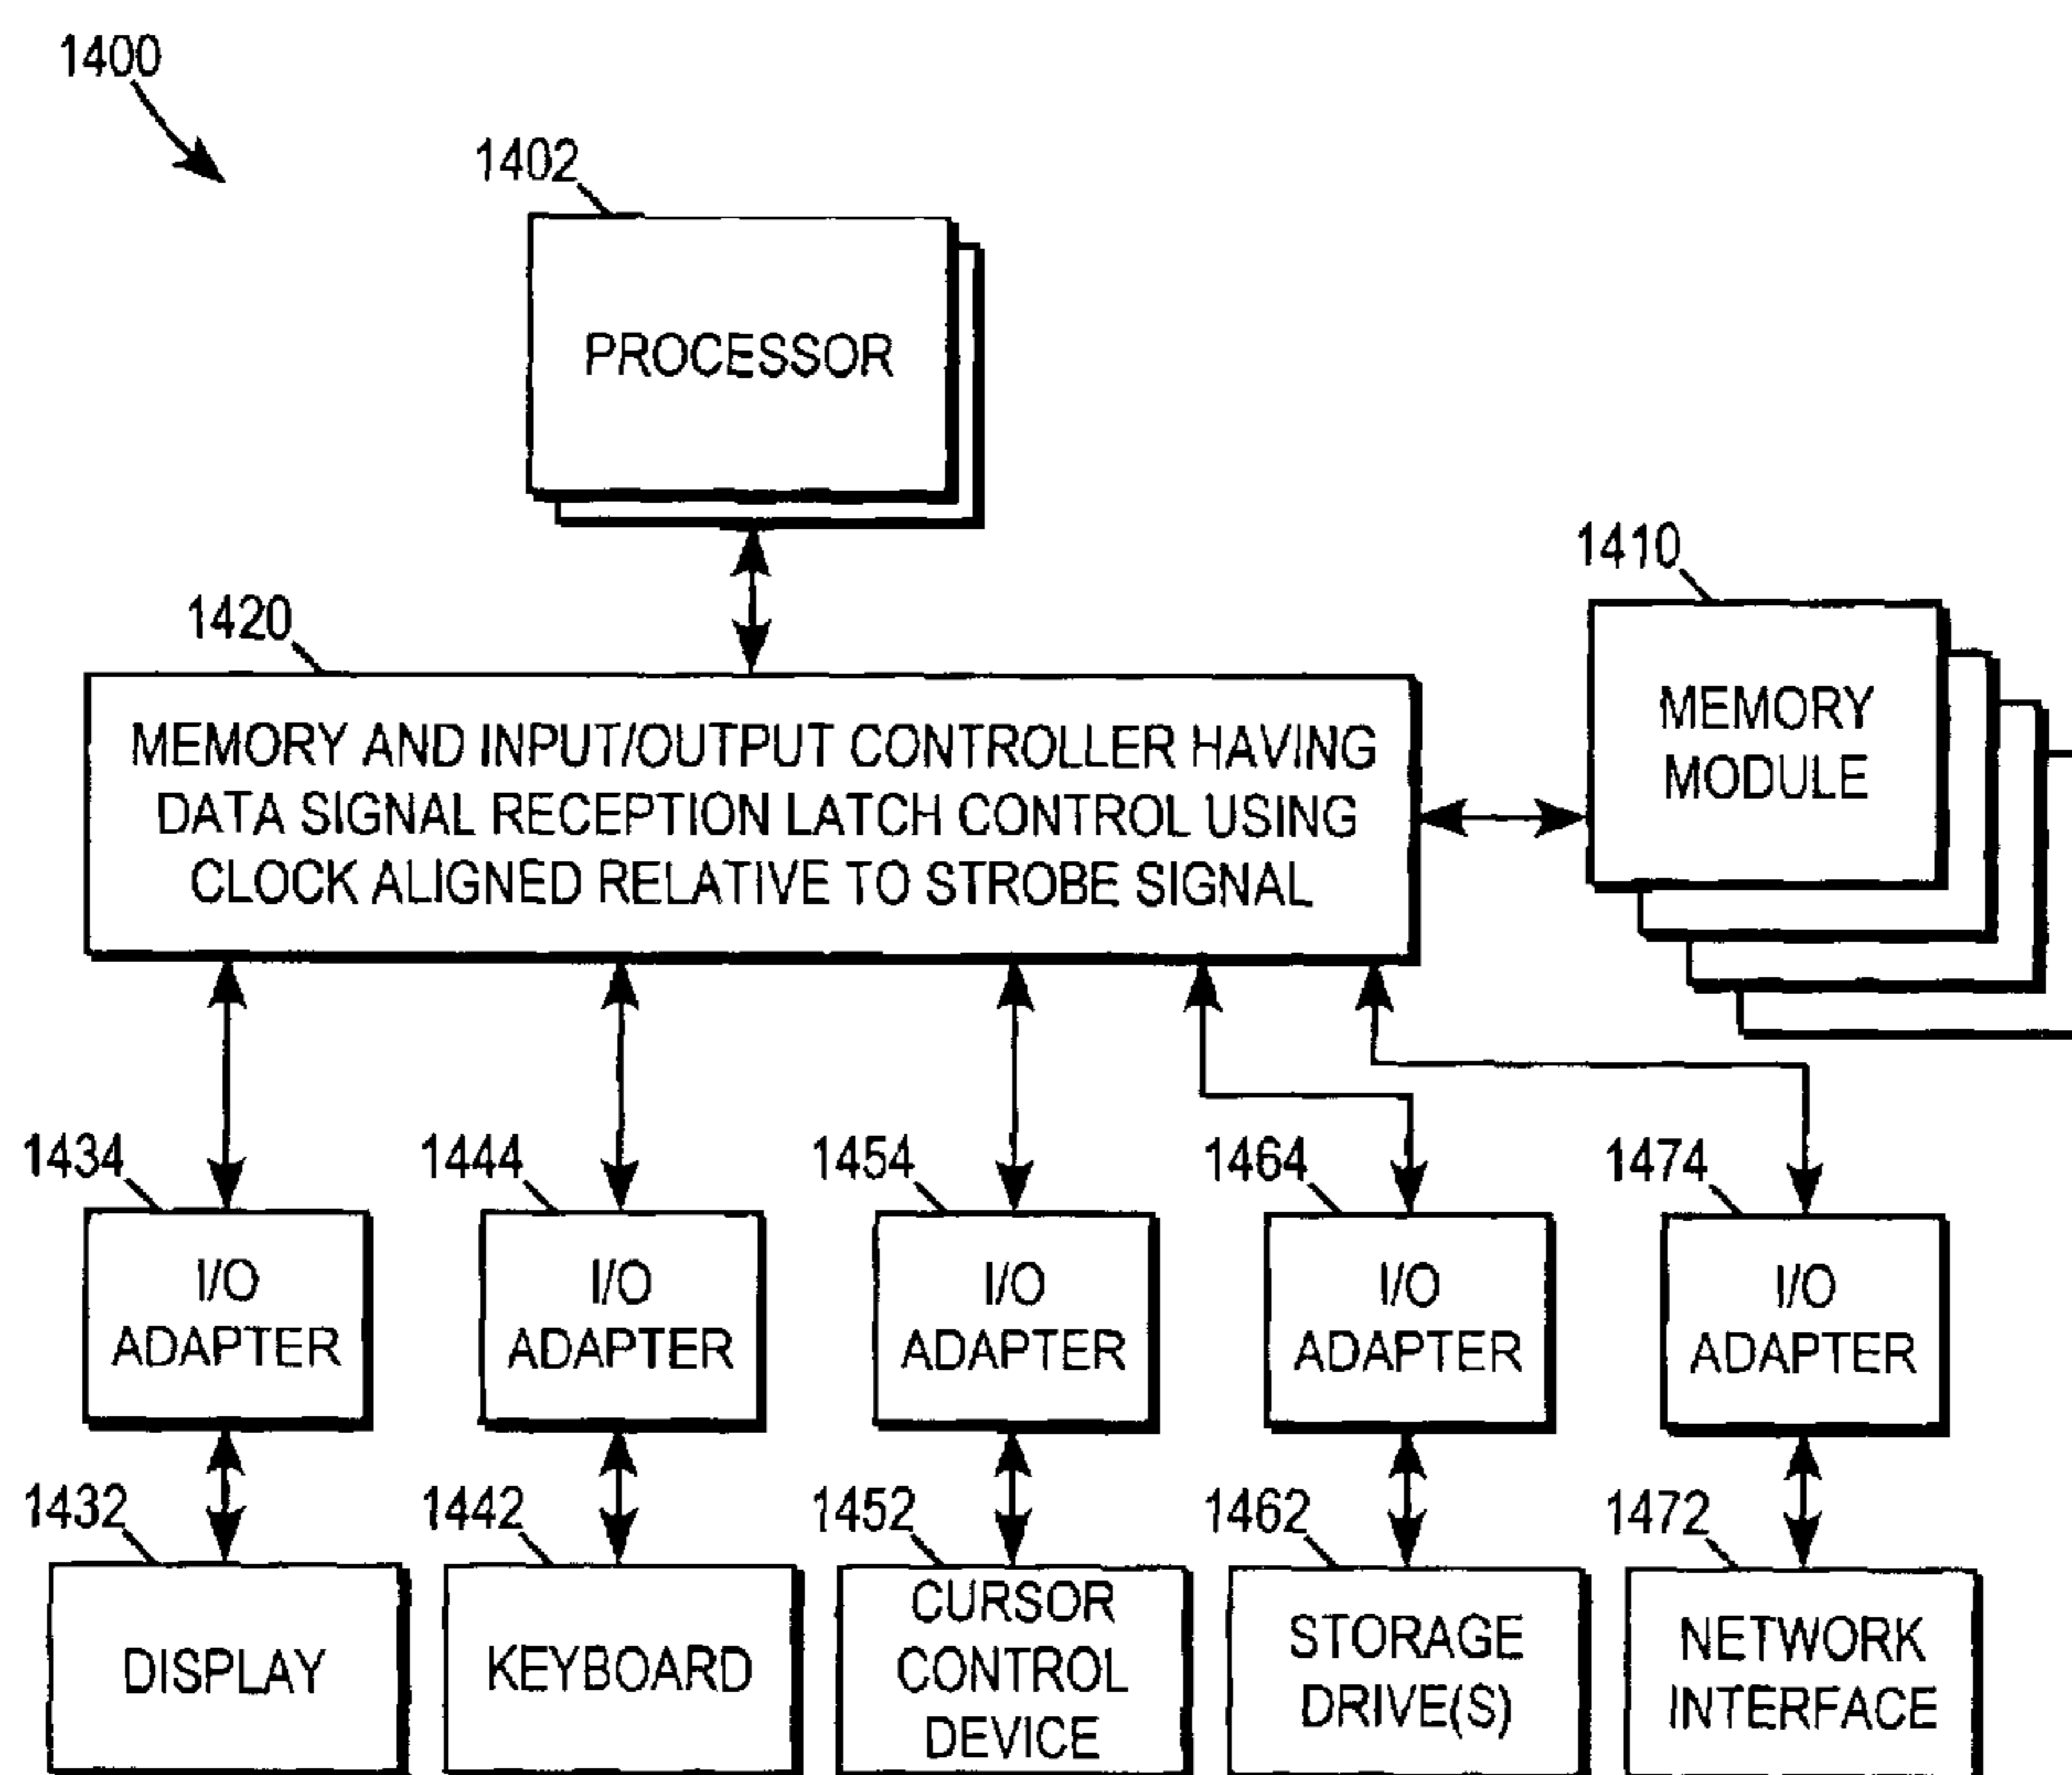 1400
1402
PROCESSOR
1410
MEMORY
MODULE
1420
MEMORY AND INPUT/OUTPUT CONTROLLER HAVING
DATA SIGNAL RECEPTION LATCH CONTROL USING
CLOCK ALIGNED RELATIVE TO STROBE SIGNAL
1434
I/O
ADAPTER
1444
I/O
ADAPTER
1454
I/O
ADAPTER
1464
I/O
ADAPTER
1474
I/O
ADAPTER
1432
DISPLAY
1442
KEYBOARD
1452
CURSOR
CONTROL
DEVICE
1462
STORAGE
DRIVE(S)
1472
NETWORK
INTERFACE